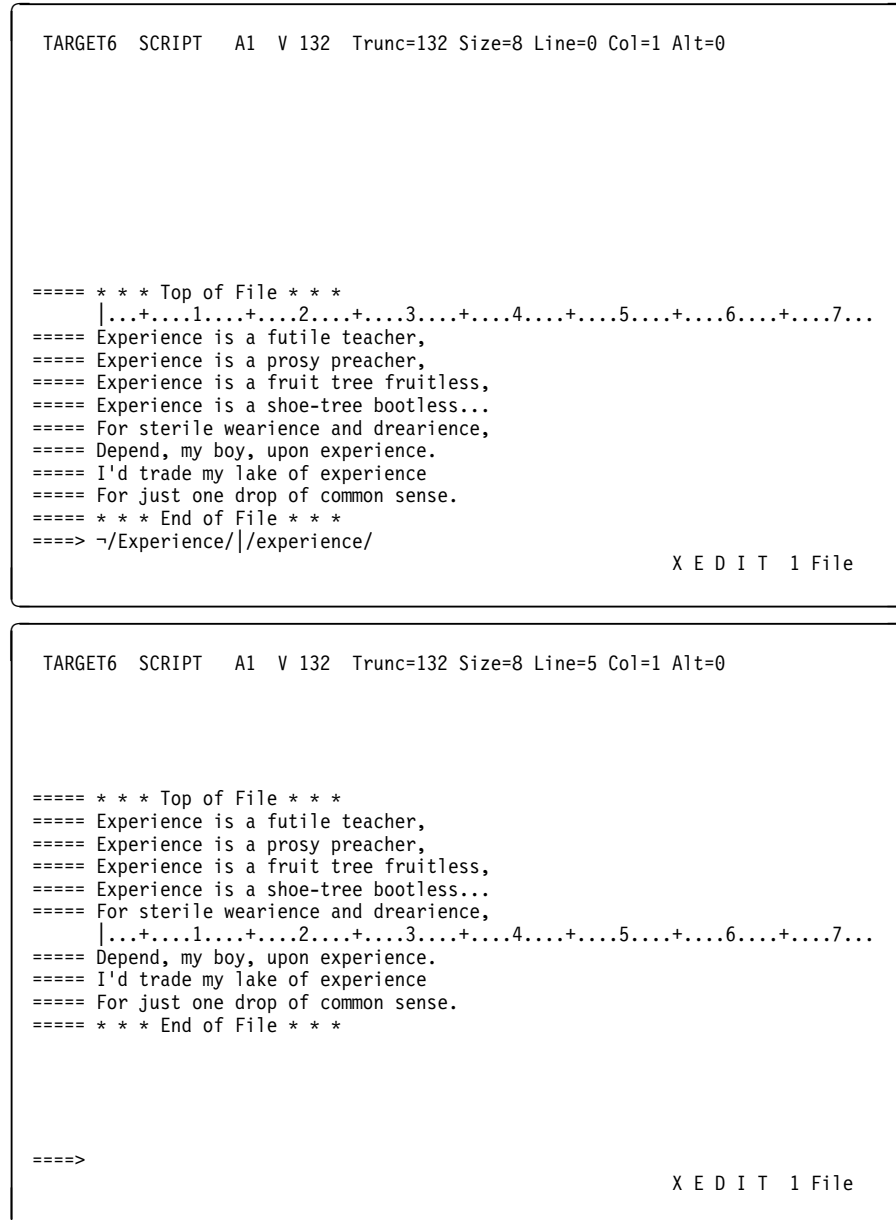 TARGET6 SCRIPT A1 V 132 Trunc=132 Size=8 Line=0 Col=1 Alt=0
===== * * * Top of File * * *
|...+....1....+....2....+....3....+....4....+....5....+....6....+....7...
===== Experience is a futile teacher,
===== Experience is a prosy preacher,
===== Experience is a fruit tree fruitless,
===== Experience is a shoe-tree bootless...
===== For sterile wearience and drearience,
===== Depend, my boy, upon experience.
===== I'd trade my lake of experience
===== For just one drop of common sense.
===== * * * End of File * * *
====> ¬/Experience/|/experience/
X E D I T 1 File
TARGET6 SCRIPT A1 V 132 Trunc=132 Size=8 Line=5 Col=1 Alt=0
===== * * * Top of File * * *
===== Experience is a futile teacher,
===== Experience is a prosy preacher,
===== Experience is a fruit tree fruitless,
===== Experience is a shoe-tree bootless...
===== For sterile wearience and drearience,
|...+....1....+....2....+....3....+....4....+....5....+....6....+....7...
===== Depend, my boy, upon experience.
===== I'd trade my lake of experience
===== For just one drop of common sense.
===== * * * End of File * * *
====>
X E D I T 1 File